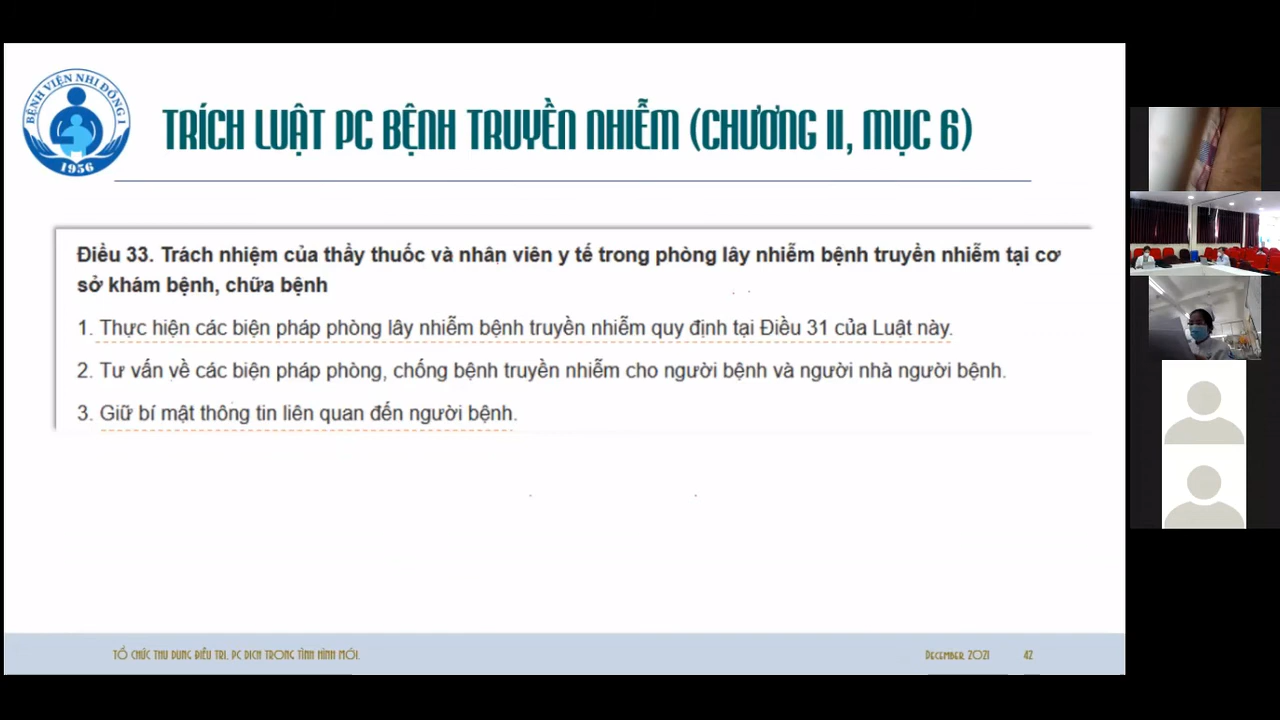 BỆNH VIỆN NHI ĐỒNG 1
1956
TRÍCH LUẬT PC BỆNH TRUYỀN NHIỄM (CHƯƠNG II, MỤC 6)
Điều 33. Trách nhiệm của thầy thuốc và nhân viên y tế trong phòng lây nhiễm bệnh truyền nhiễm tại cơ
sở khám bệnh, chữa bệnh
1. Thực hiện các biện pháp phòng lây nhiễm bệnh truyền nhiễm quy định tại Điều 31 của Luật này.
2. Tư vấn về các biện pháp phòng, chống bệnh truyền nhiễm cho người bệnh và người nhà người bệnh.
3. Giữ bí mật thông tin liên quan đến người bệnh.
TỔ CHỨC THU DUNG ĐIỀU TRI, PC DICH TRONG TÌNH HÌNH MỚI.
December, 2021
42